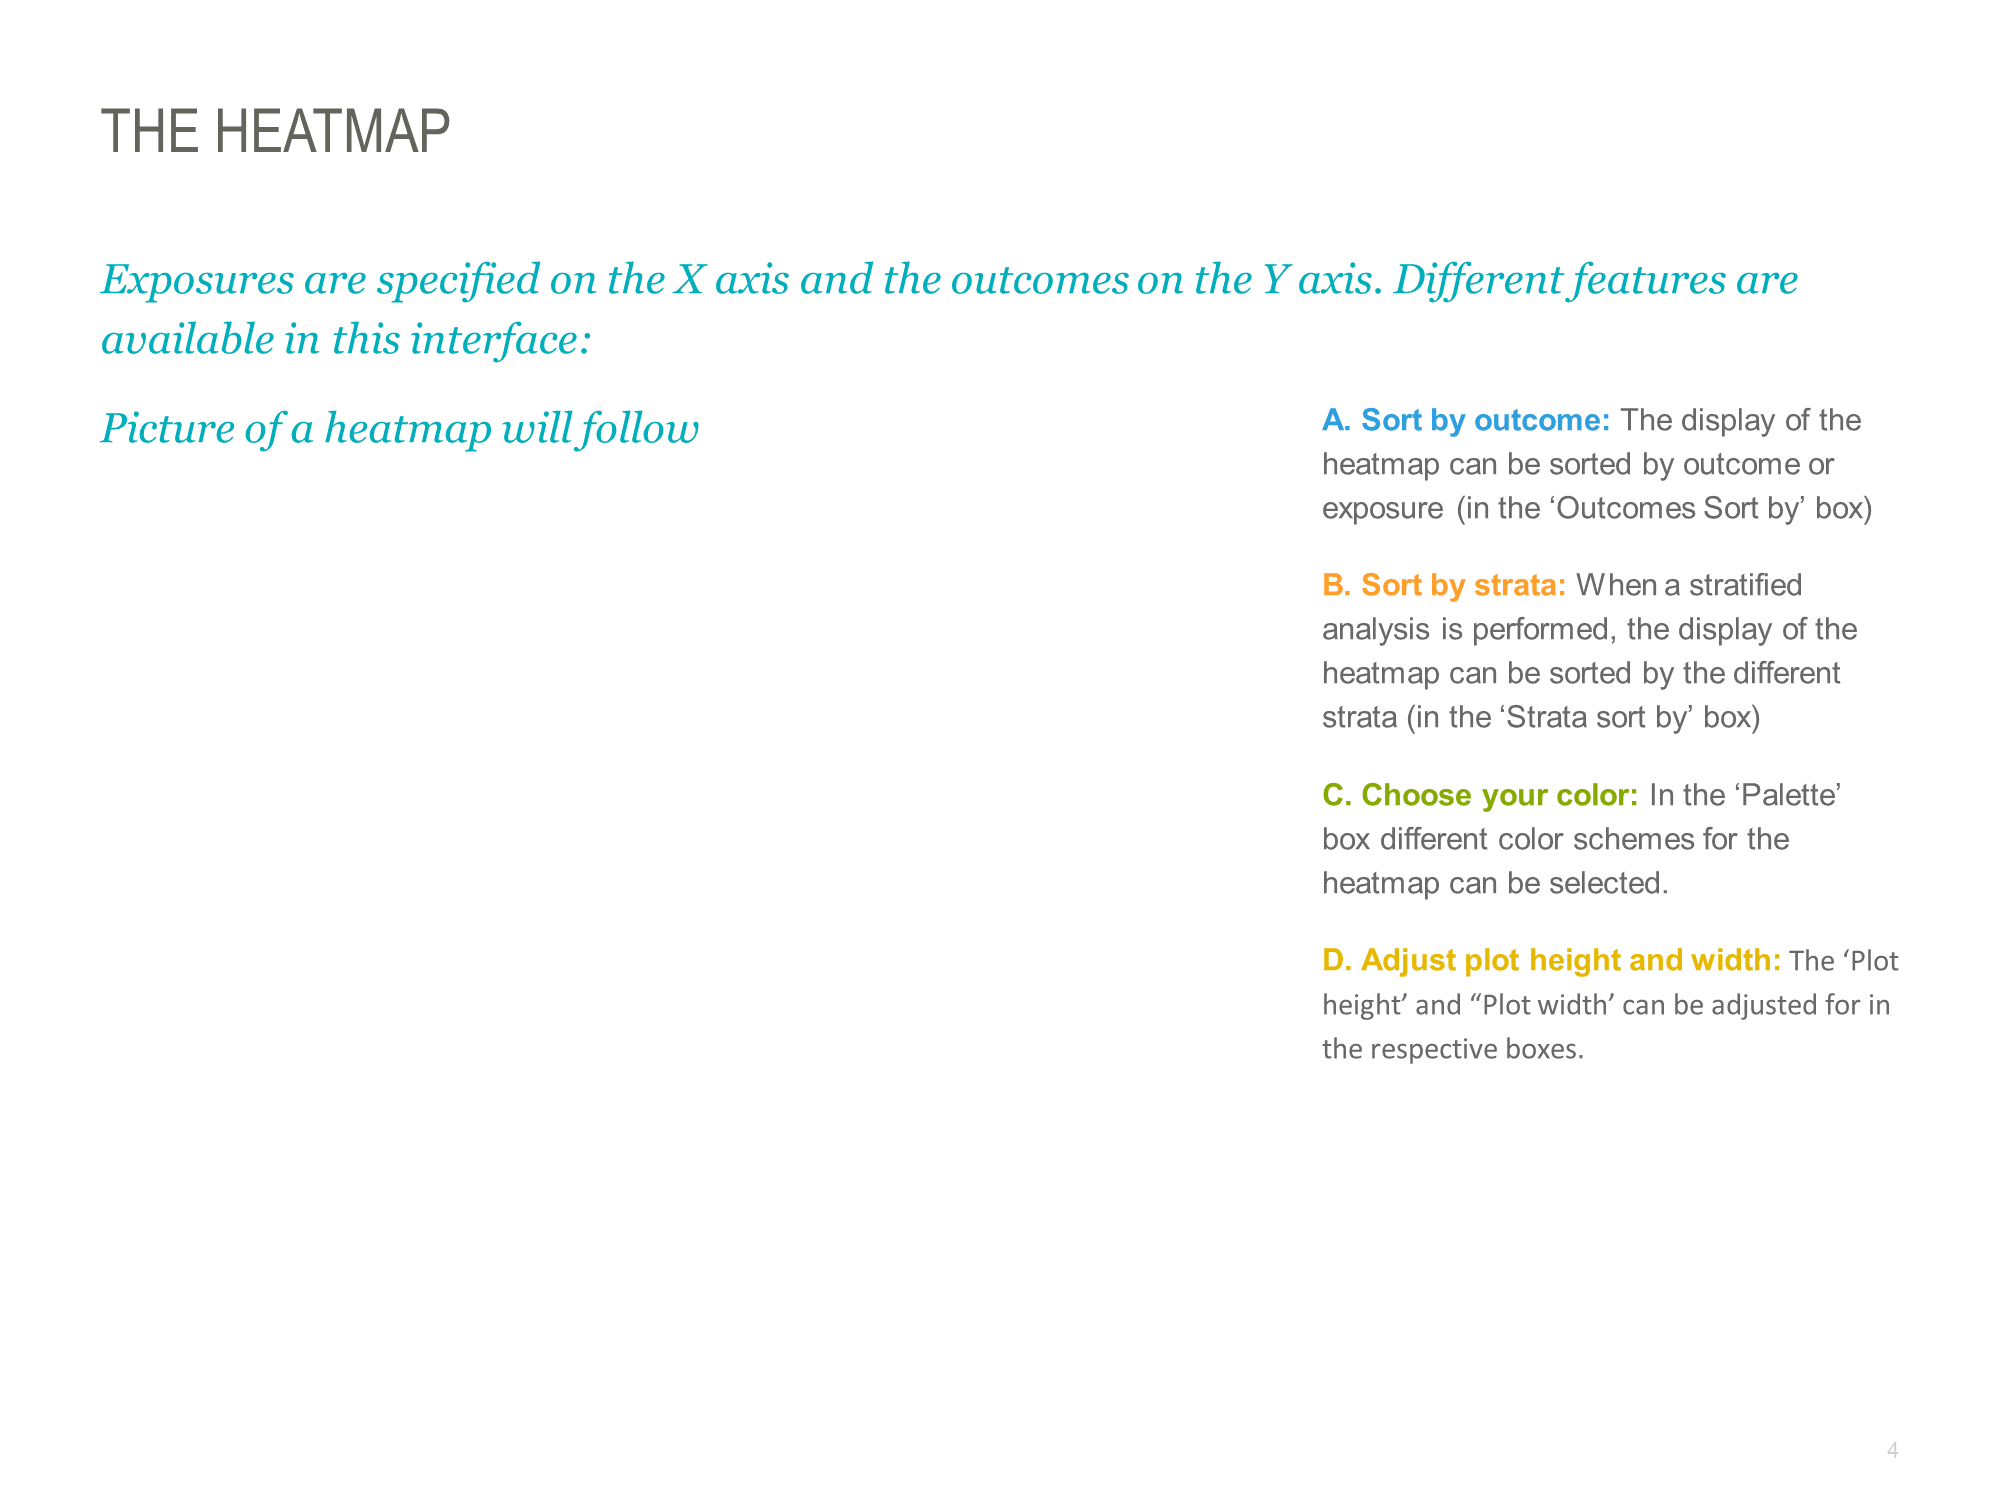 THE HEATMAP
Exposures are specified on the X axis and the outcomes on the Y axis. Different features are
available in this interface:
Picture of a heatmap will follow
A. Sort by outcome: The display of the
heatmap can be sorted by outcome or
exposure (in the ‘Outcomes Sort by’ box)
B. Sort by strata: When a stratified
analysis is performed, the display of the
heatmap can be sorted by the different
strata (in the ‘Strata sort by’ box)
C. Choose your color: In the ‘Palette’
box different color schemes for the
heatmap can be selected.
D. Adjust plot height and width: The ‘Plot
height’ and “Plot width’ can be adjusted for in
the respective boxes.
4